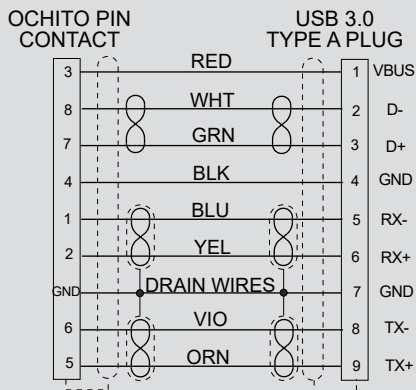 OCHITO PIN CONTACT
USB 3.0 TYPE A PLUG
3 RED 1 VBUS
8 WHT 2 D-
7 GRN 3 D+
4 BLK 4 GND
1 BLU 5 RX-
2 YEL 6 RX+
GND DRAIN WIRES 7 GND
6 VIO 8 TX-
5 ORN 9 TX+